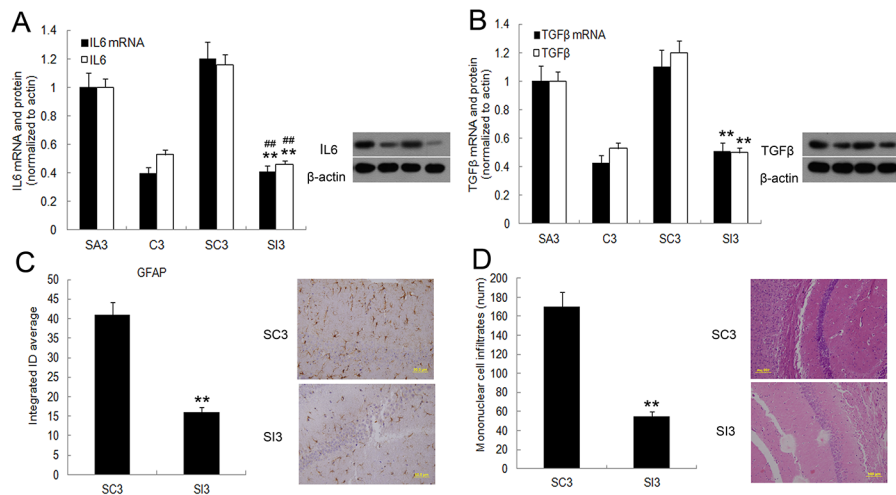 A
IL6 mRNA and protein
(normalized to actin)
1.4
1.2
1
0.8
0.6
0.4
0.2
0
IL6 mRNA
IL6
## ##
** **
SA3 C3 SC3 SI3
IL6
β-actin
B
TGFβ mRNA and protein
(normalized to actin)
1.4
1.2
1
0.8
0.6
0.4
0.2
0
TGFβ mRNA
TGFβ
** **
SA3 C3 SC3 SI3
TGFβ
β-actin
C
GFAP
Integrated ID average
50
45
40
35
30
25
20
15
10
5
0
**
SC3 SI3
SC3
SI3
D
Mononuclear cell infiltrates (num)
200
180
160
140
120
100
80
60
40
20
0
**
SC3 SI3
SC3
SI3